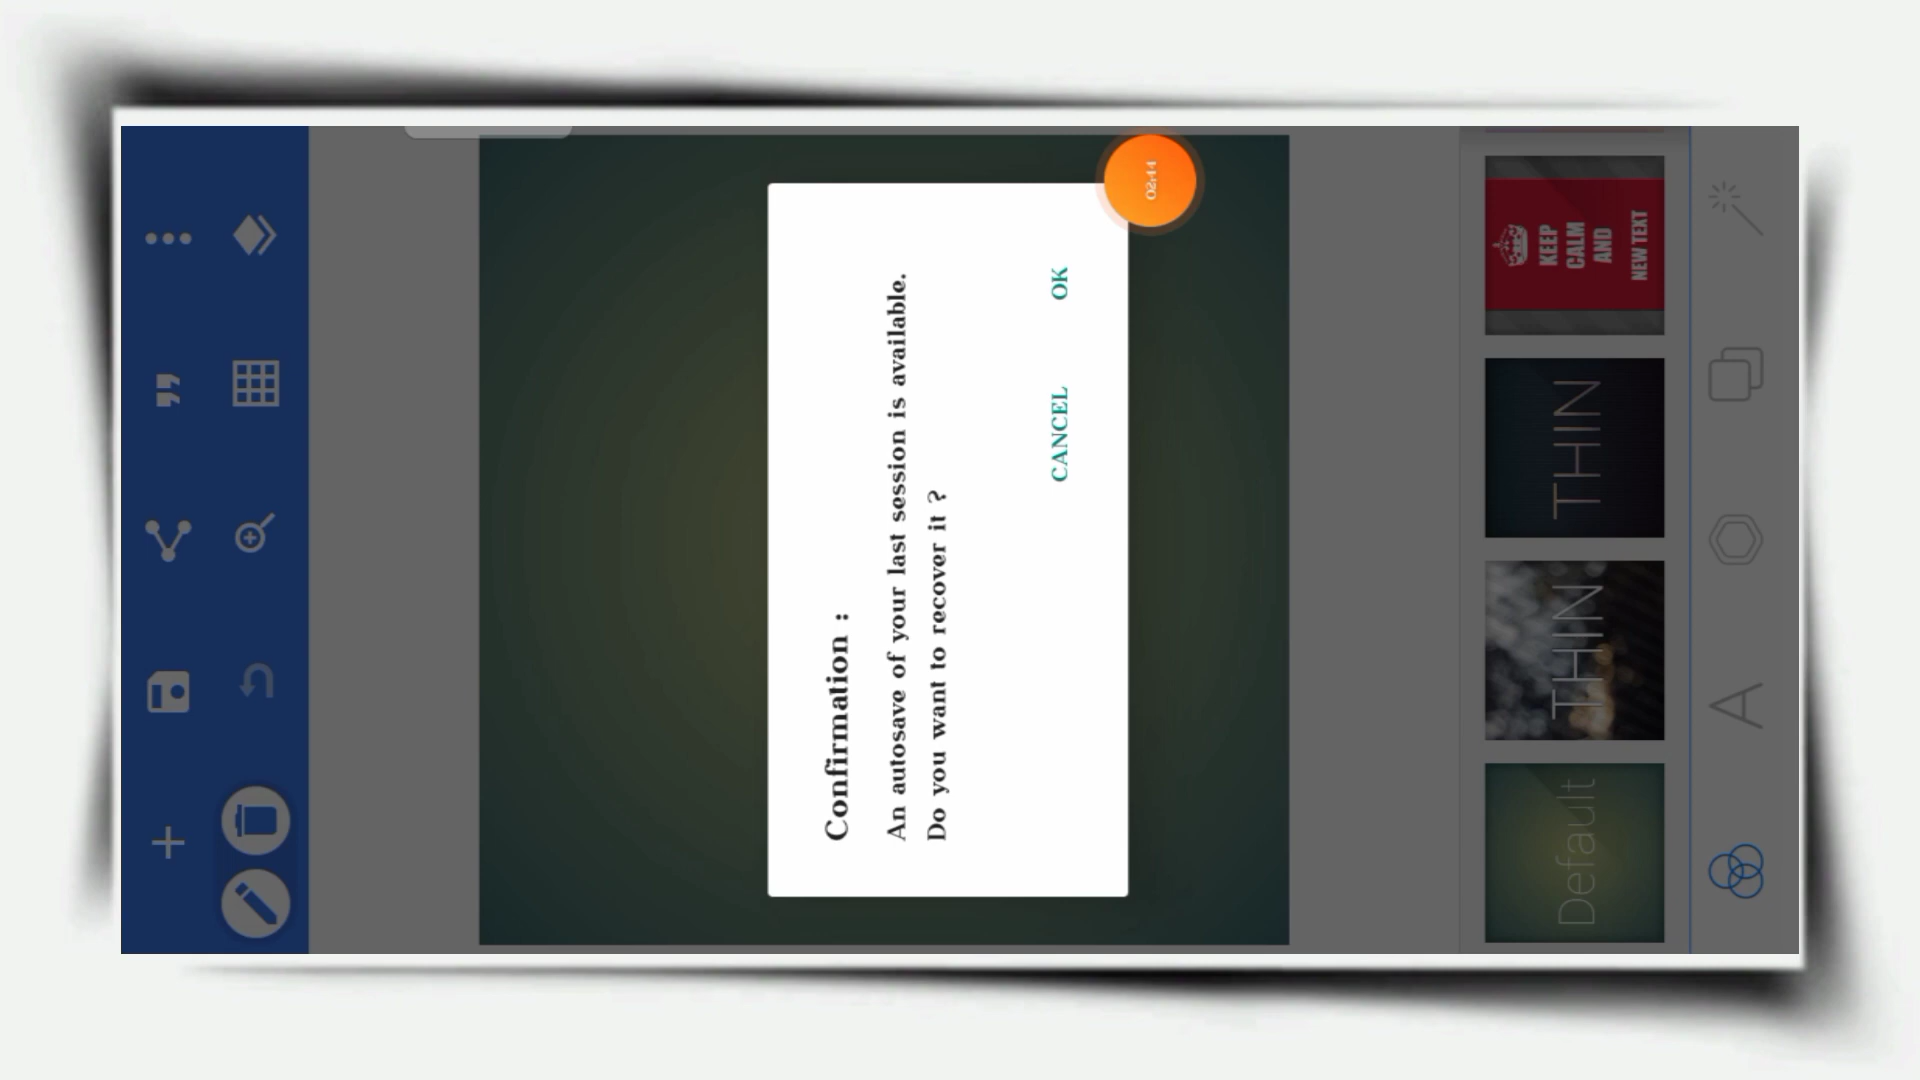 02:44
Confirmation :
An autosave of your last session is available.
Do you want to recover it ?
CANCEL OK
Default
THIN
THIN
KEEP
CALM
AND
NEW TEXT
A